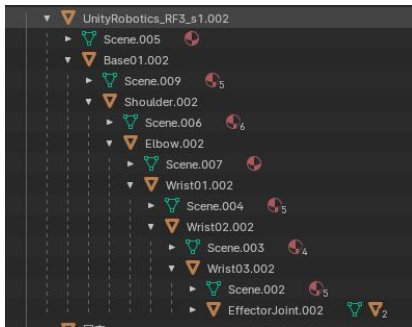 UnityRobotics_RF3_s1.002
Scene.005
Base01.002
Scene.009 5
Shoulder.002
Scene.006 6
Elbow.002
Scene.007
Wrist01.002
Scene.004 5
Wrist02.002
Scene.003 4
Wrist03.002
Scene.002 5
EffectorJoint.002 2